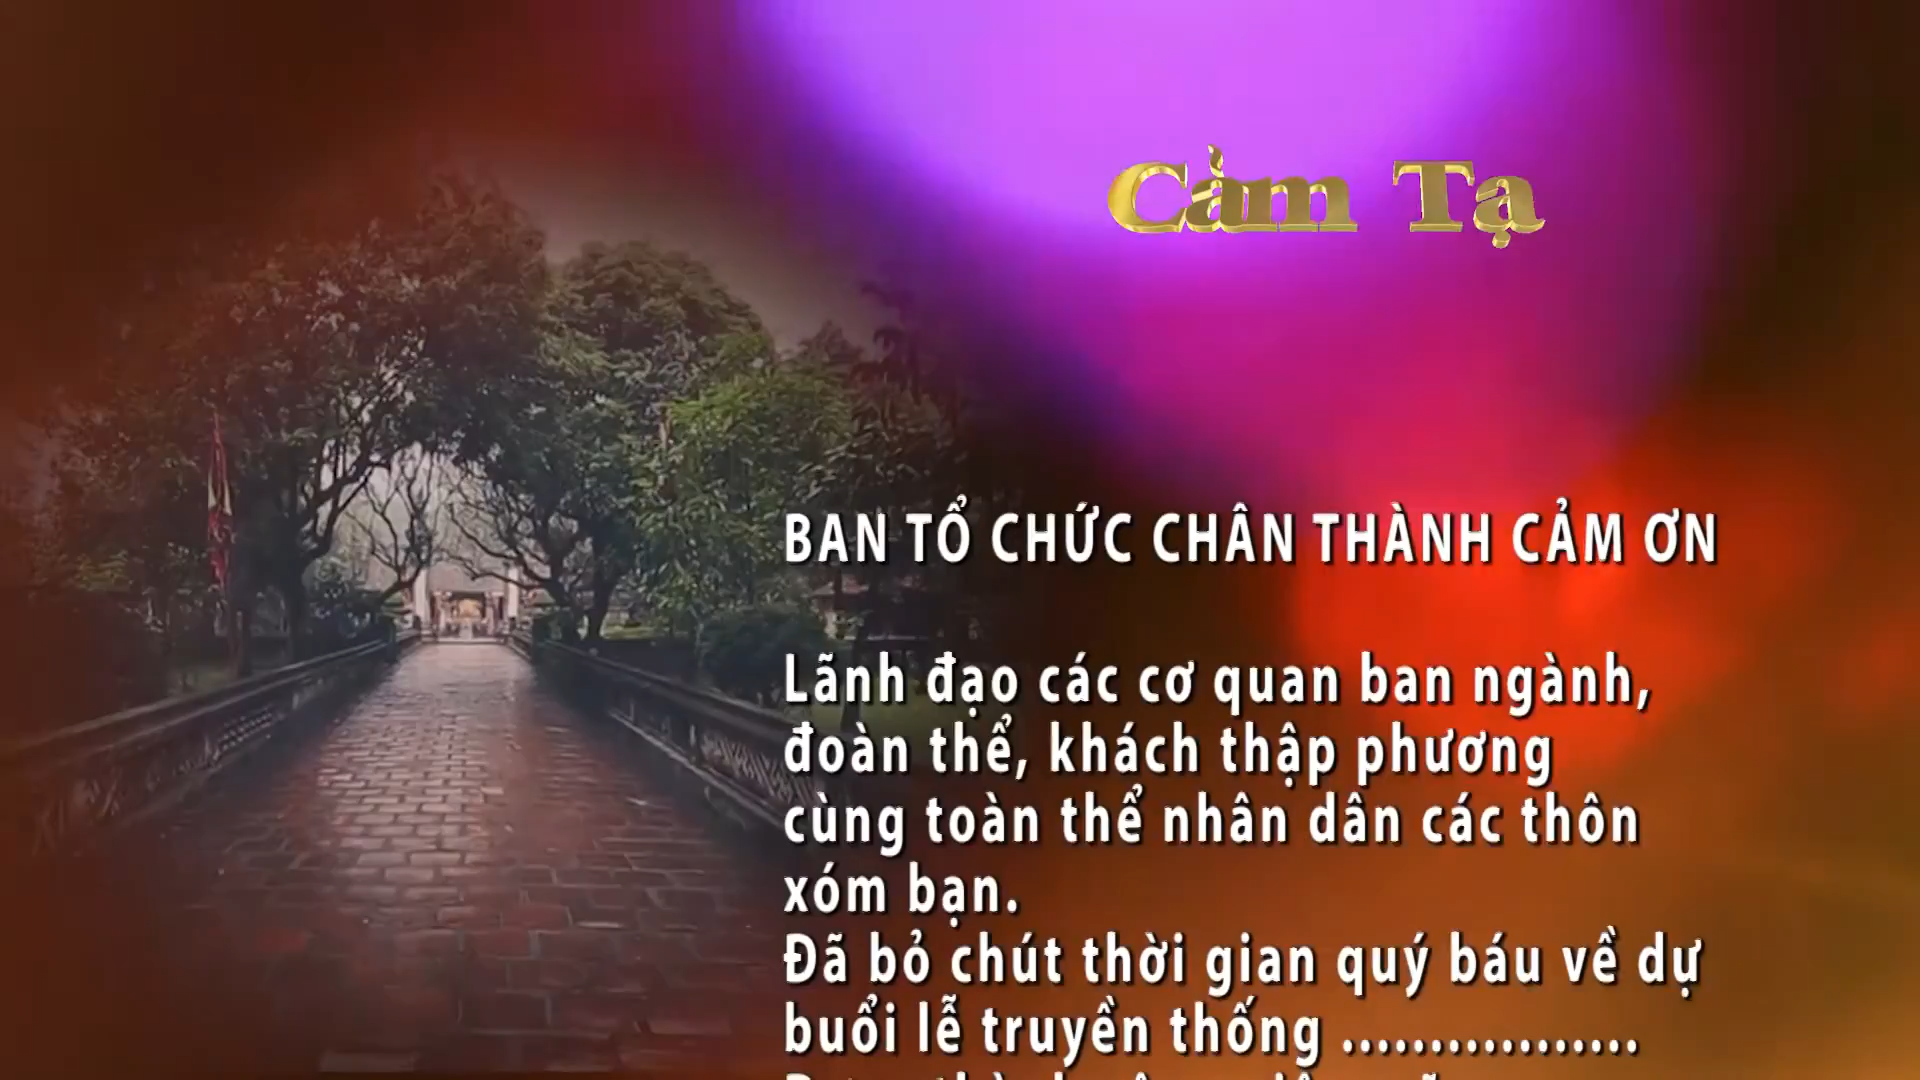 Cảm Tạ
BAN TỔ CHỨC CHÂN THÀNH CẢM ƠN
Lãnh đạo các cơ quan ban ngành,
đoàn thể, khách thập phương
cùng toàn thể nhân dân các thôn
xóm bạn.
Đã bỏ chút thời gian quý báu về dự
buổi lễ truyền thống .................